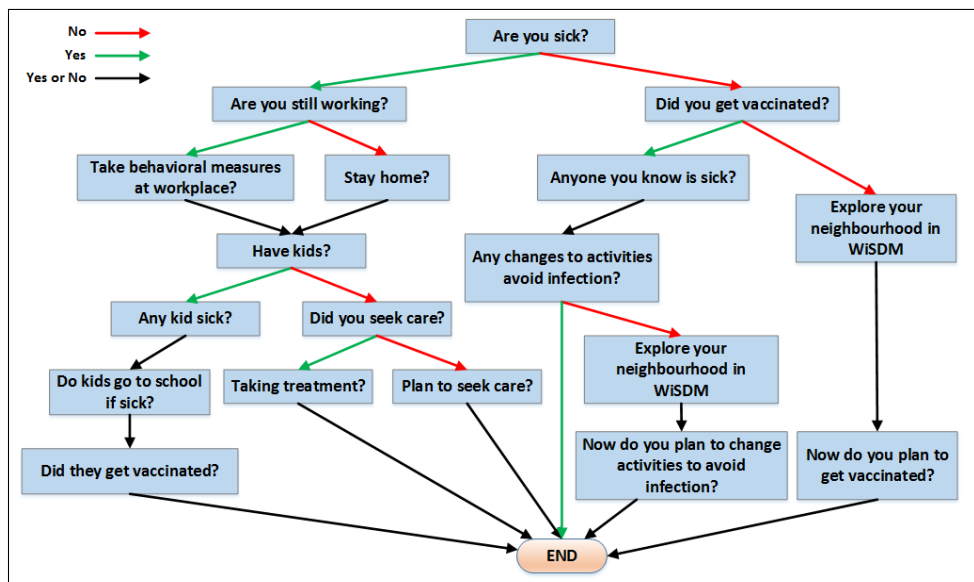 No
Yes
Yes or No
Are you sick?
Are you still working?
Did you get vaccinated?
Take behavioral measures
at workplace?
Stay home?
Anyone you know is sick?
Explore your
neighbourhood in
WiSDM
Have kids?
Any changes to activities
avoid infection?
Any kid sick?
Did you seek care?
Explore your
neighbourhood in
WiSDM
Do kids go to school
if sick?
Taking treatment?
Plan to seek care?
Now do you plan to change
activities to avoid
infection?
Now do you plan to
get vaccinated?
Did they get vaccinated?
END